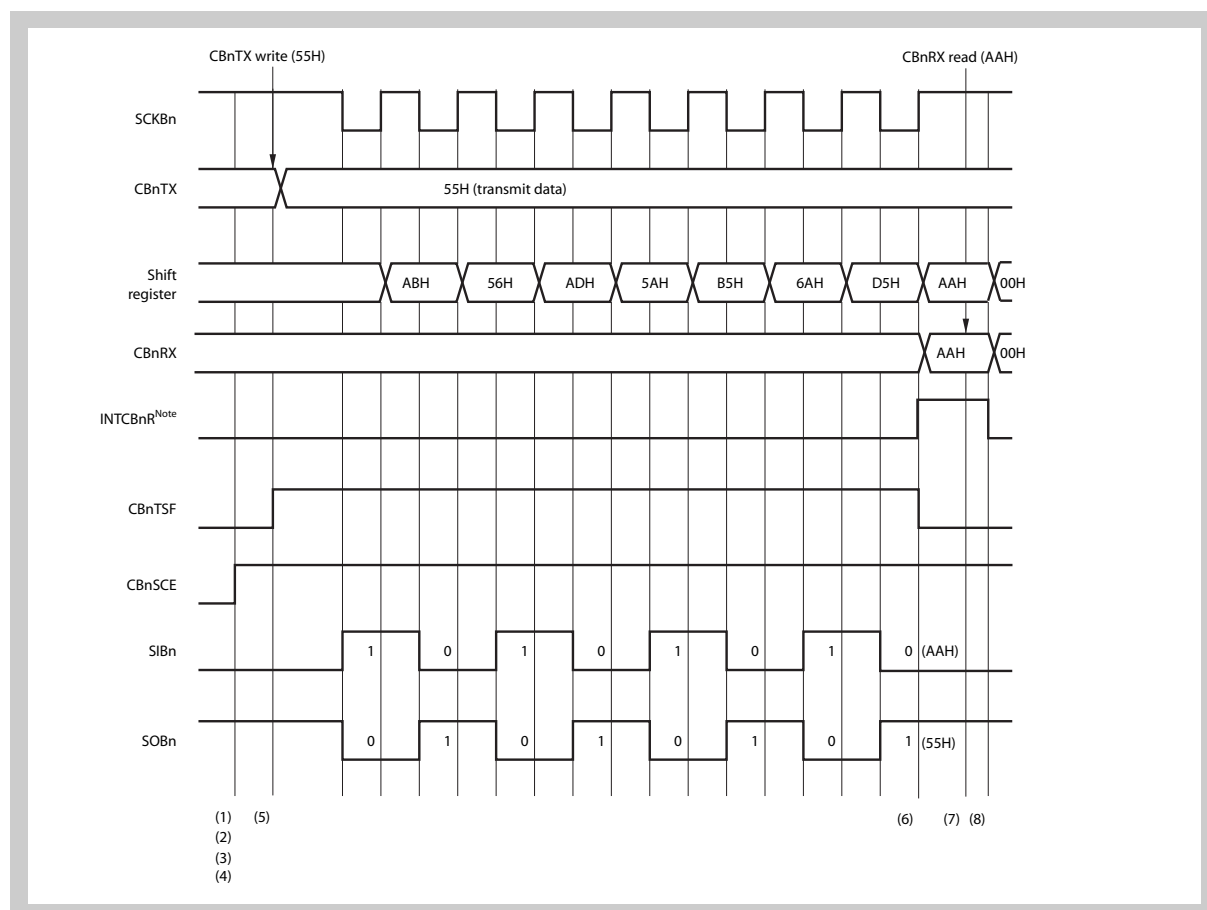 CBnTX write (55H)
CBnRX read (AAH)
SCKBn
CBnTX
55H (transmit data)
Shift
register
ABH 56H ADH 5AH B5H 6AH D5H AAH 00H
CBnRX
AAH 00H
INTCBnRNote
CBnTSF
CBnSCE
SIBn
1 0 1 0 1 0 1 0 (AAH)
SOBn
0 1 0 1 0 1 0 1 (55H)
(1) (5) (6) (7) (8)
(2)
(3)
(4)